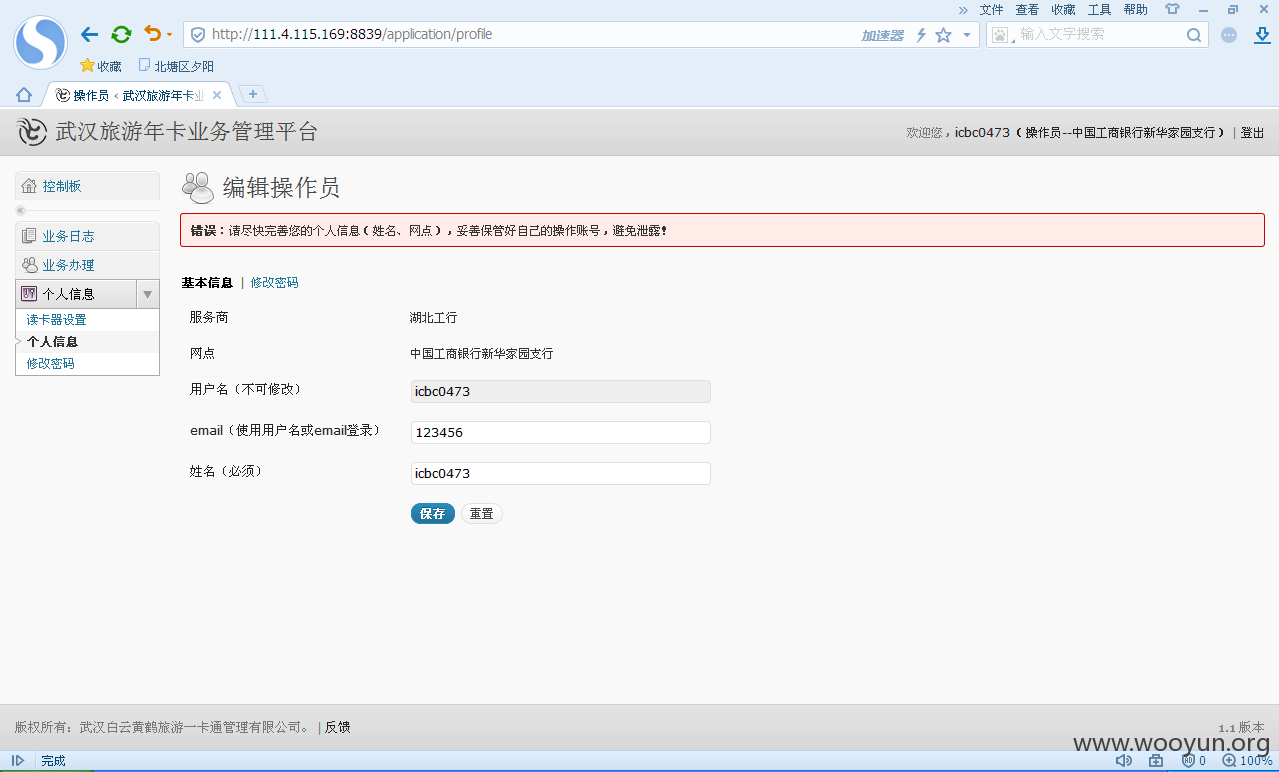 » 文件 查看 收藏 工具 帮助
http://111.4.115.169:8839/application/profile 加速器 输入文字搜索
收藏 北塘区夕阳
操作员 ‹ 武汉旅游年卡业
武汉旅游年卡业务管理平台
欢迎您，icbc0473（操作员--中国工商银行新华家园支行） | 登出
控制板
编辑操作员
错误：请尽快完善您的个人信息（姓名、网点），妥善保管好自己的操作账号，避免泄露！
业务日志
业务办理
个人信息
读卡器设置
个人信息
修改密码
基本信息 | 修改密码
服务商 湖北工行
网点 中国工商银行新华家园支行
用户名（不可修改） icbc0473
email（使用用户名或email登录） 123456
姓名（必须） icbc0473
保存 重置
版权所有：武汉白云黄鹤旅游一卡通管理有限公司。 | 反馈
1.1 版本
www.wooyun.org
完成 0 100%